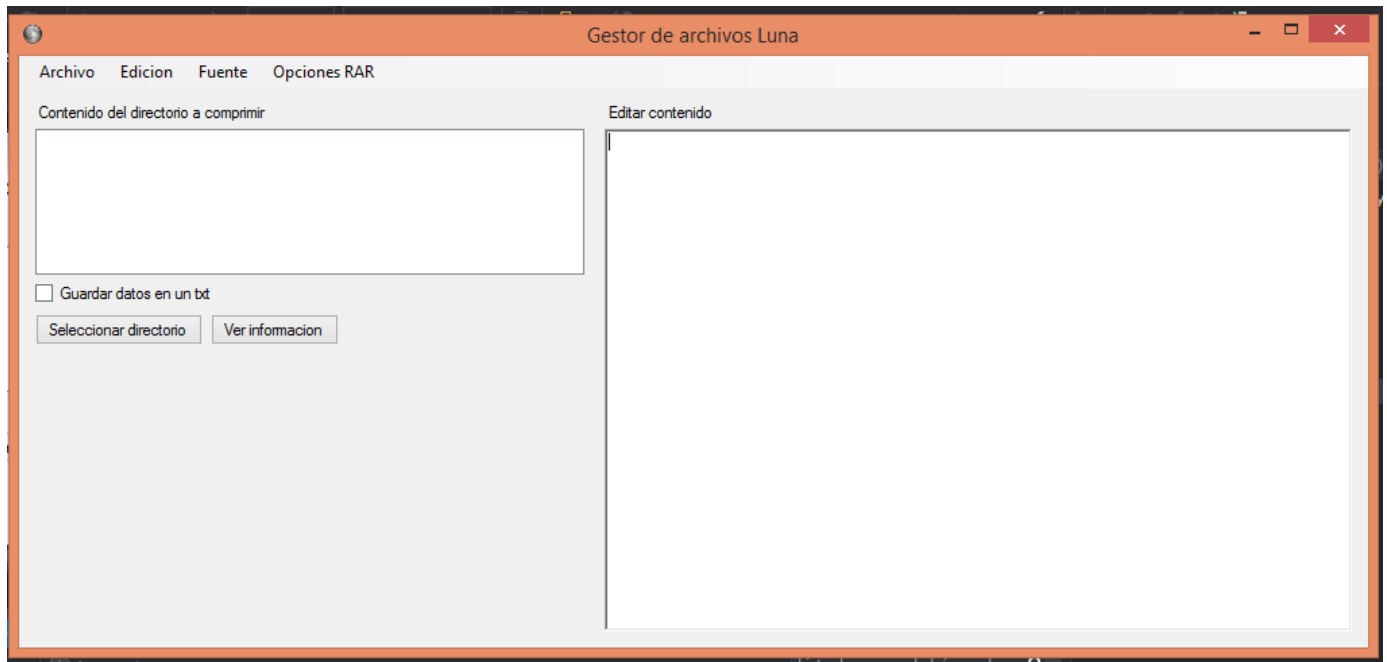 Gestor de archivos Luna
Archivo Edicion Fuente Opciones RAR
Contenido del directorio a comprimir
Editar contenido
Guardar datos en un txt
Seleccionar directorio
Ver informacion